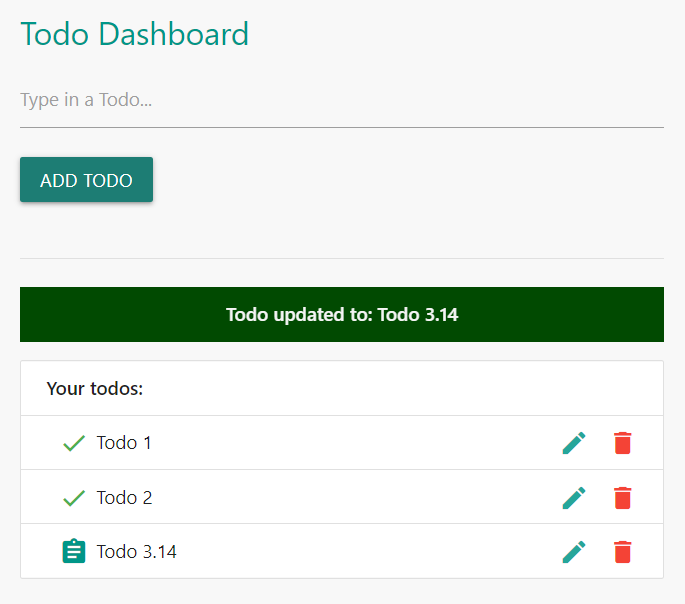 Todo Dashboard
Type in a Todo...
ADD TODO
Todo updated to: Todo 3.14
Your todos:
Todo 1
Todo 2
Todo 3.14